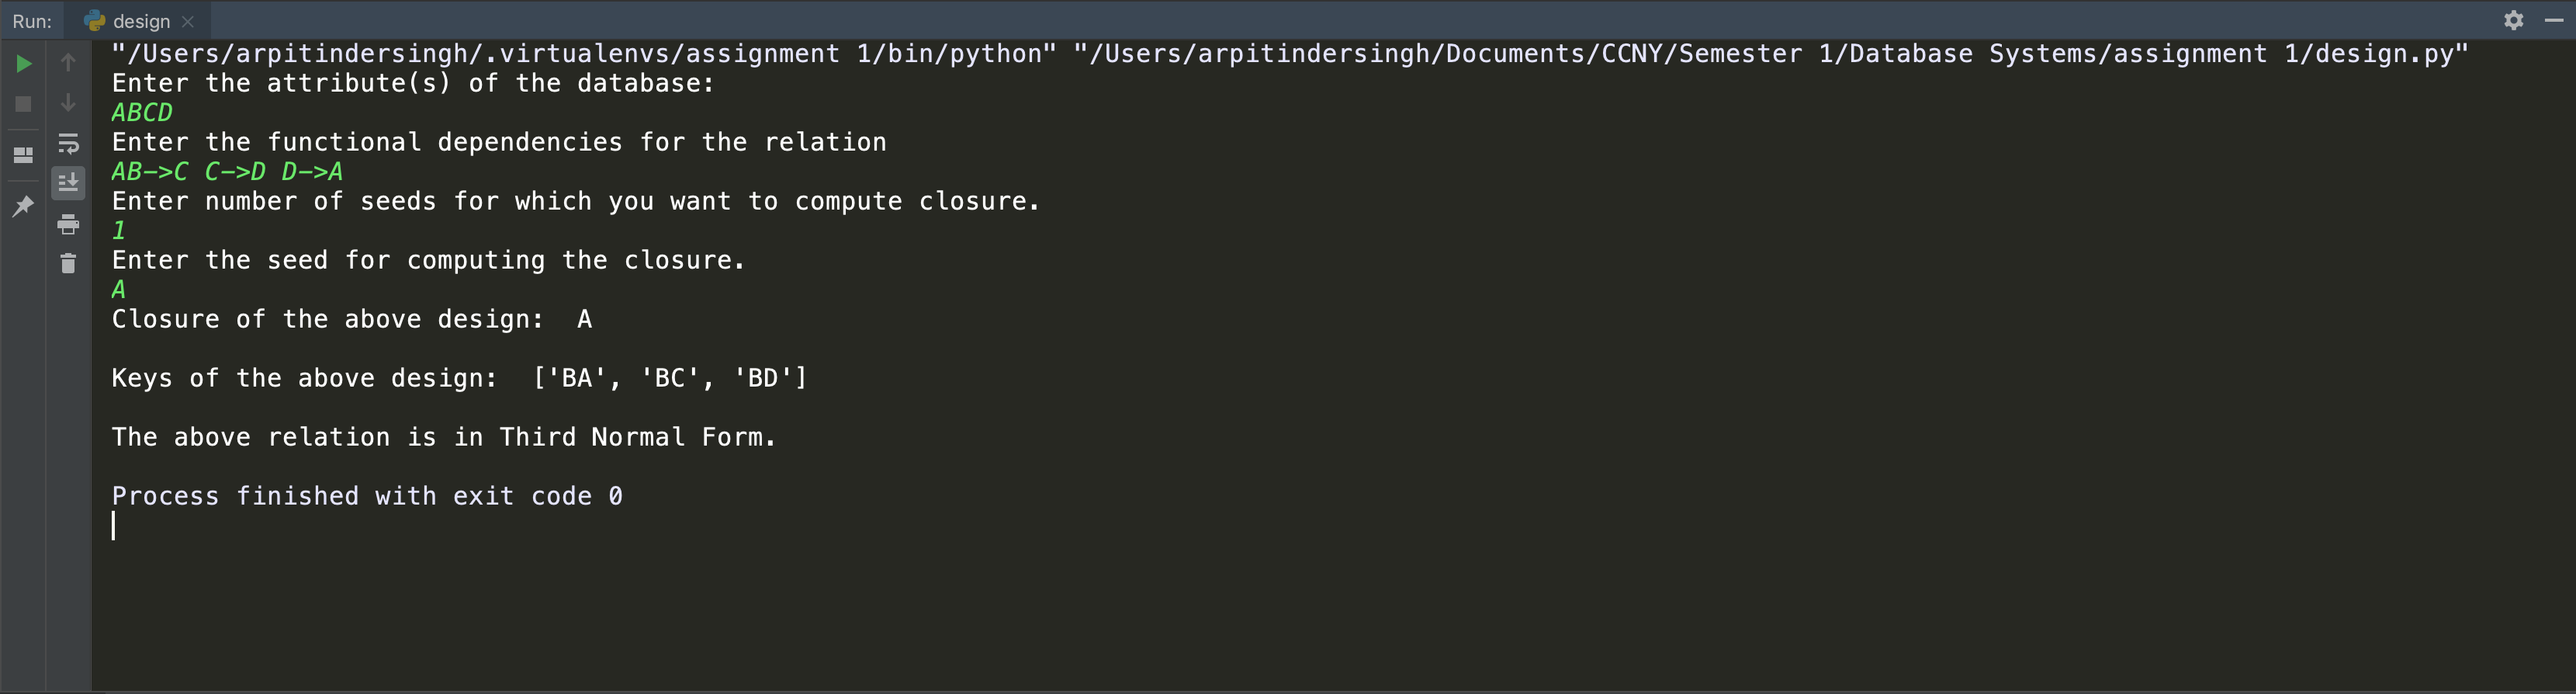 Run: design
"/Users/arpitindersingh/.virtualenvs/assignment 1/bin/python" "/Users/arpitindersingh/Documents/CCNY/Semester 1/Database Systems/assignment 1/design.py"
Enter the attribute(s) of the database:
ABCD
Enter the functional dependencies for the relation
AB->C C->D D->A
Enter number of seeds for which you want to compute closure.
1
Enter the seed for computing the closure.
A
Closure of the above design:  A
Keys of the above design:  ['BA', 'BC', 'BD']
The above relation is in Third Normal Form.
Process finished with exit code 0